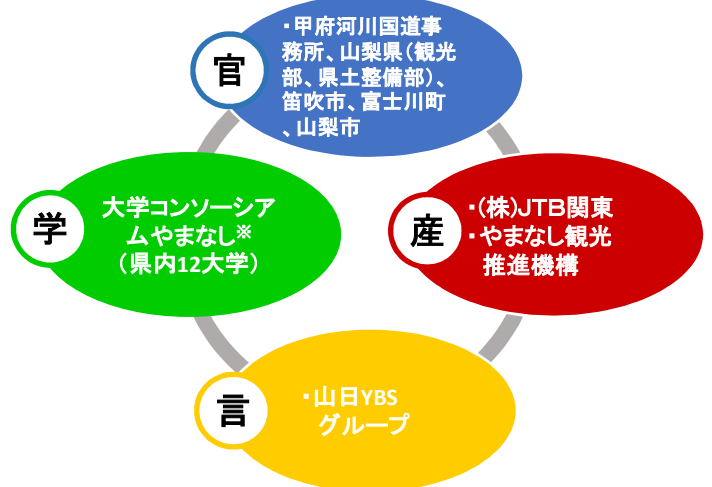 官
・甲府河川国道事
務所、山梨県（観光
部、県土整備部）、
笛吹市、富士川町
、山梨市
学
大学コンソーシア
ムやまなし※
（県内12大学）
産
・(株)JTB関東
・やまなし観光
推進機構
言
・山日YBS
グループ